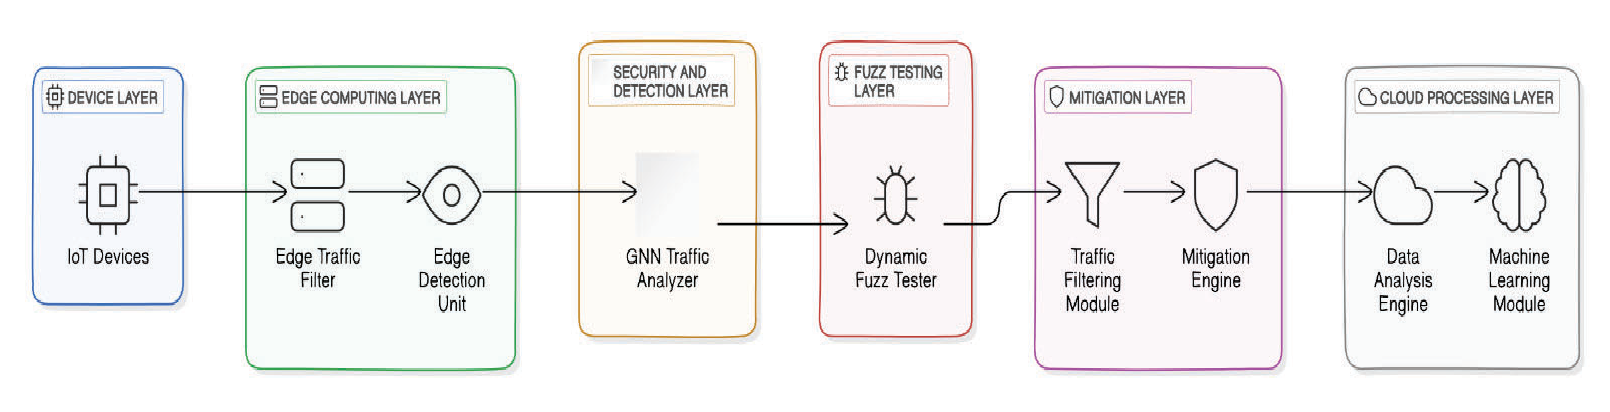 DEVICE LAYER
IoT Devices
EDGE COMPUTING LAYER
Edge Traffic
Filter
Edge
Detection
Unit
SECURITY AND
DETECTION LAYER
GNN Traffic
Analyzer
FUZZ TESTING
LAYER
Dynamic
Fuzz Tester
MITIGATION LAYER
Traffic
Filtering
Module
Mitigation
Engine
CLOUD PROCESSING LAYER
Data
Analysis
Engine
Machine
Learning
Module